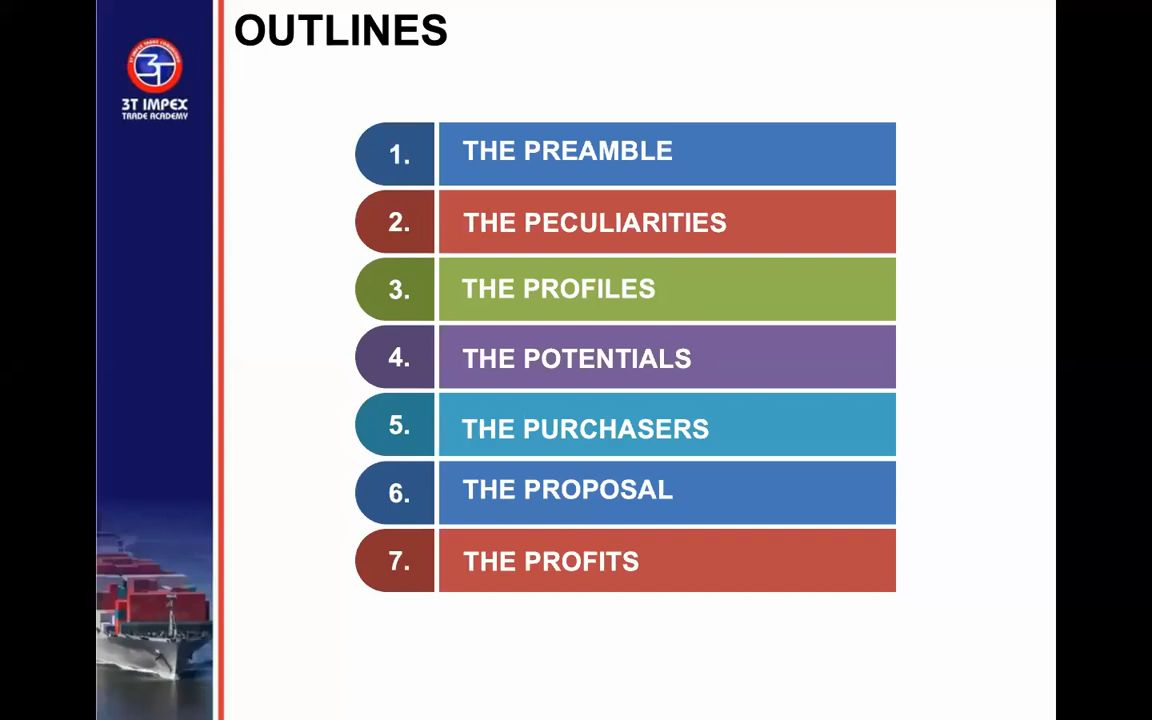 OUTLINES
3T IMPEX
TRADE ACADEMY
1. THE PREAMBLE
2. THE PECULIARITIES
3. THE PROFILES
4. THE POTENTIALS
5. THE PURCHASERS
6. THE PROPOSAL
7. THE PROFITS